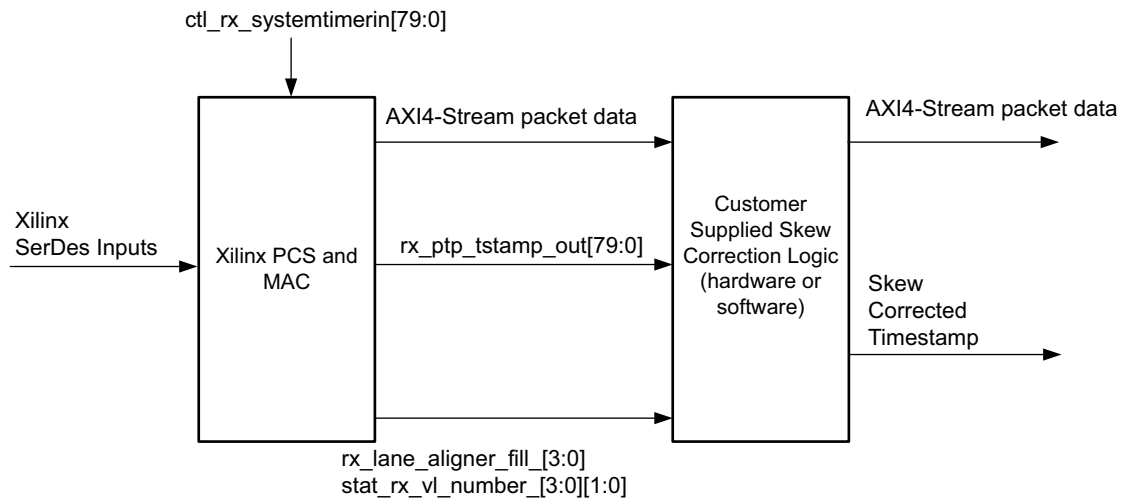 ctl_rx_systemtimerin[79:0]
AXI4-Stream packet data
AXI4-Stream packet data
Xilinx
SerDes Inputs
Xilinx PCS and
MAC
rx_ptp_tstamp_out[79:0]
Customer
Supplied Skew
Correction Logic
(hardware or
software)
Skew
Corrected
Timestamp
rx_lane_aligner_fill_[3:0]
stat_rx_vl_number_[3:0][1:0]